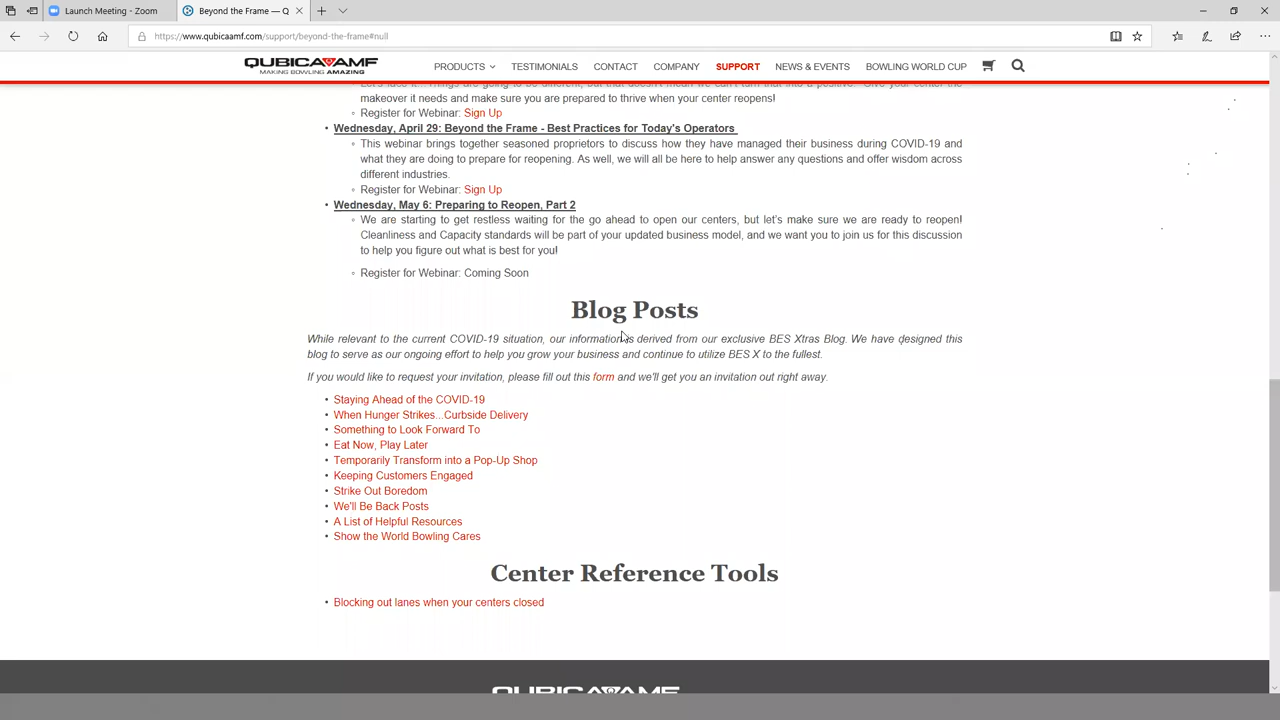 Launch Meeting - Zoom
Beyond the Frame — Q
https://www.qubicaamf.com/support/beyond-the-frame#null
QUBICAAMF
MAKING BOWLING AMAZING
PRODUCTS TESTIMONIALS CONTACT COMPANY SUPPORT NEWS & EVENTS BOWLING WORLD CUP
makeover it needs and make sure you are prepared to thrive when your center reopens!
Register for Webinar: Sign Up
Wednesday, April 29: Beyond the Frame - Best Practices for Today's Operators
This webinar brings together seasoned proprietors to discuss how they have managed their business during COVID-19 and
what they are doing to prepare for reopening. As well, we will all be here to help answer any questions and offer wisdom across
different industries.
Register for Webinar: Sign Up
Wednesday, May 6: Preparing to Reopen, Part 2
We are starting to get restless waiting for the go ahead to open our centers, but let's make sure we are ready to reopen!
Cleanliness and Capacity standards will be part of your updated business model, and we want you to join us for this discussion
to help you figure out what is best for you!
Register for Webinar: Coming Soon
Blog Posts
While relevant to the current COVID-19 situation, our information is derived from our exclusive BES Xtras Blog. We have designed this
blog to serve as our ongoing effort to help you grow your business and continue to utilize BES X to the fullest.
If you would like to request your invitation, please fill out this form and we'll get you an invitation out right away.
Staying Ahead of the COVID-19
When Hunger Strikes...Curbside Delivery
Something to Look Forward To
Eat Now, Play Later
Temporarily Transform into a Pop-Up Shop
Keeping Customers Engaged
Strike Out Boredom
We'll Be Back Posts
A List of Helpful Resources
Show the World Bowling Cares
Center Reference Tools
Blocking out lanes when your centers closed
QUBICAAMF